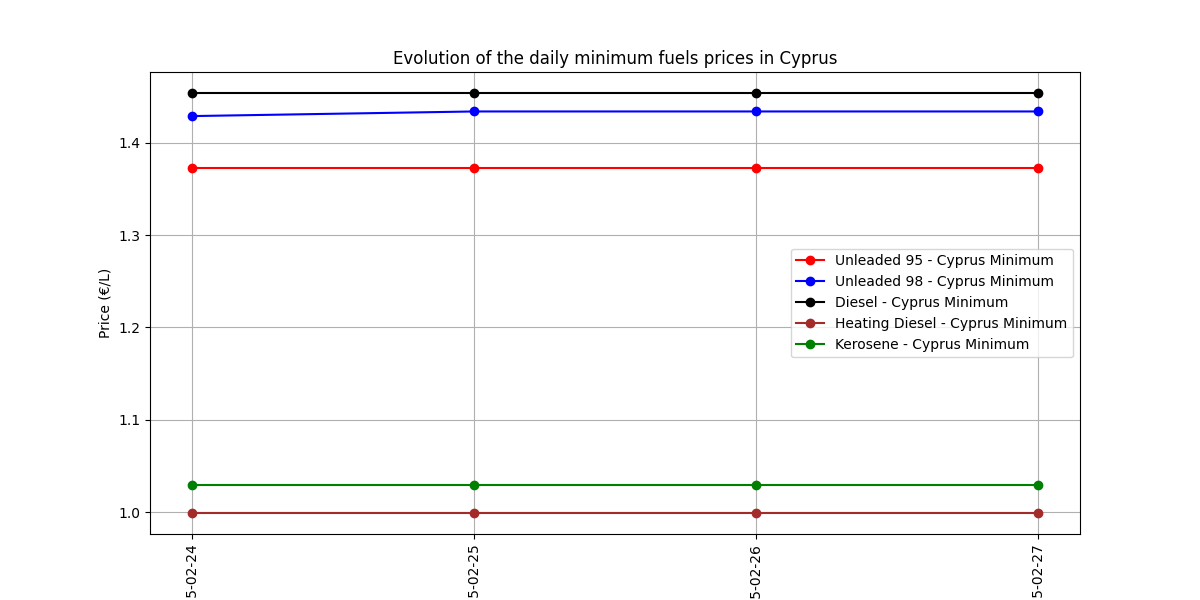 Evolution of the daily minimum fuels prices in Cyprus
Price (€/L)
1.4
1.3
1.2
1.1
1.0
Unleaded 95 - Cyprus Minimum
Unleaded 98 - Cyprus Minimum
Diesel - Cyprus Minimum
Heating Diesel - Cyprus Minimum
Kerosene - Cyprus Minimum
5-02-24
5-02-25
5-02-26
5-02-27